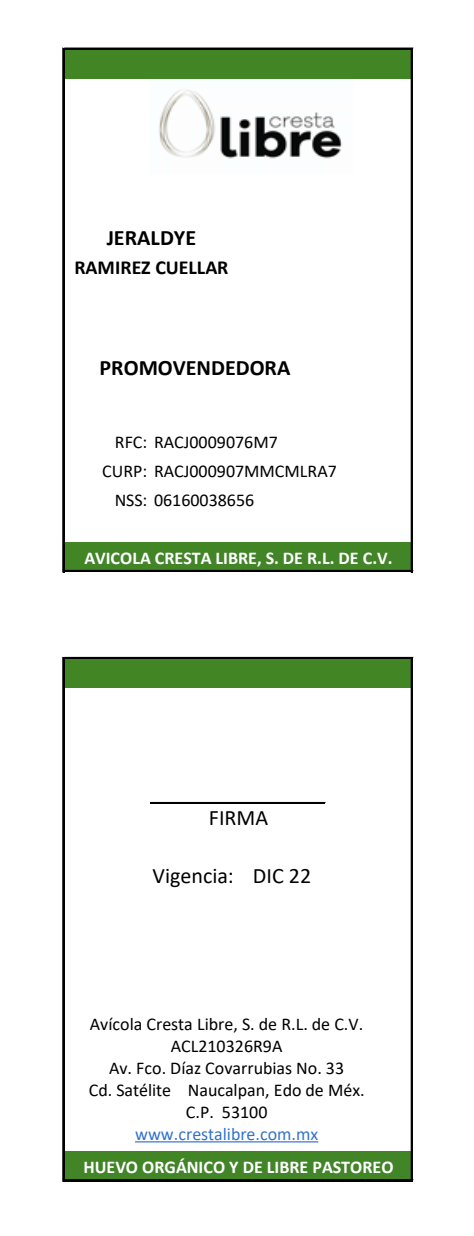 cresta
libre
JERALDYE
RAMIREZ CUELLAR
PROMOVENDEDORA
RFC: RACJ0009076M7
CURP: RACJ000907MMCMLRA7
NSS: 06160038656
AVICOLA CRESTA LIBRE, S. DE R.L. DE C.V.
FIRMA
Vigencia: DIC 22
Avícola Cresta Libre, S. de R.L. de C.V.
ACL210326R9A
Av. Fco. Díaz Covarrubias No. 33
Cd. Satélite Naucalpan, Edo de Méx.
C.P. 53100
www.crestalibre.com.mx
HUEVO ORGÁNICO Y DE LIBRE PASTOREO